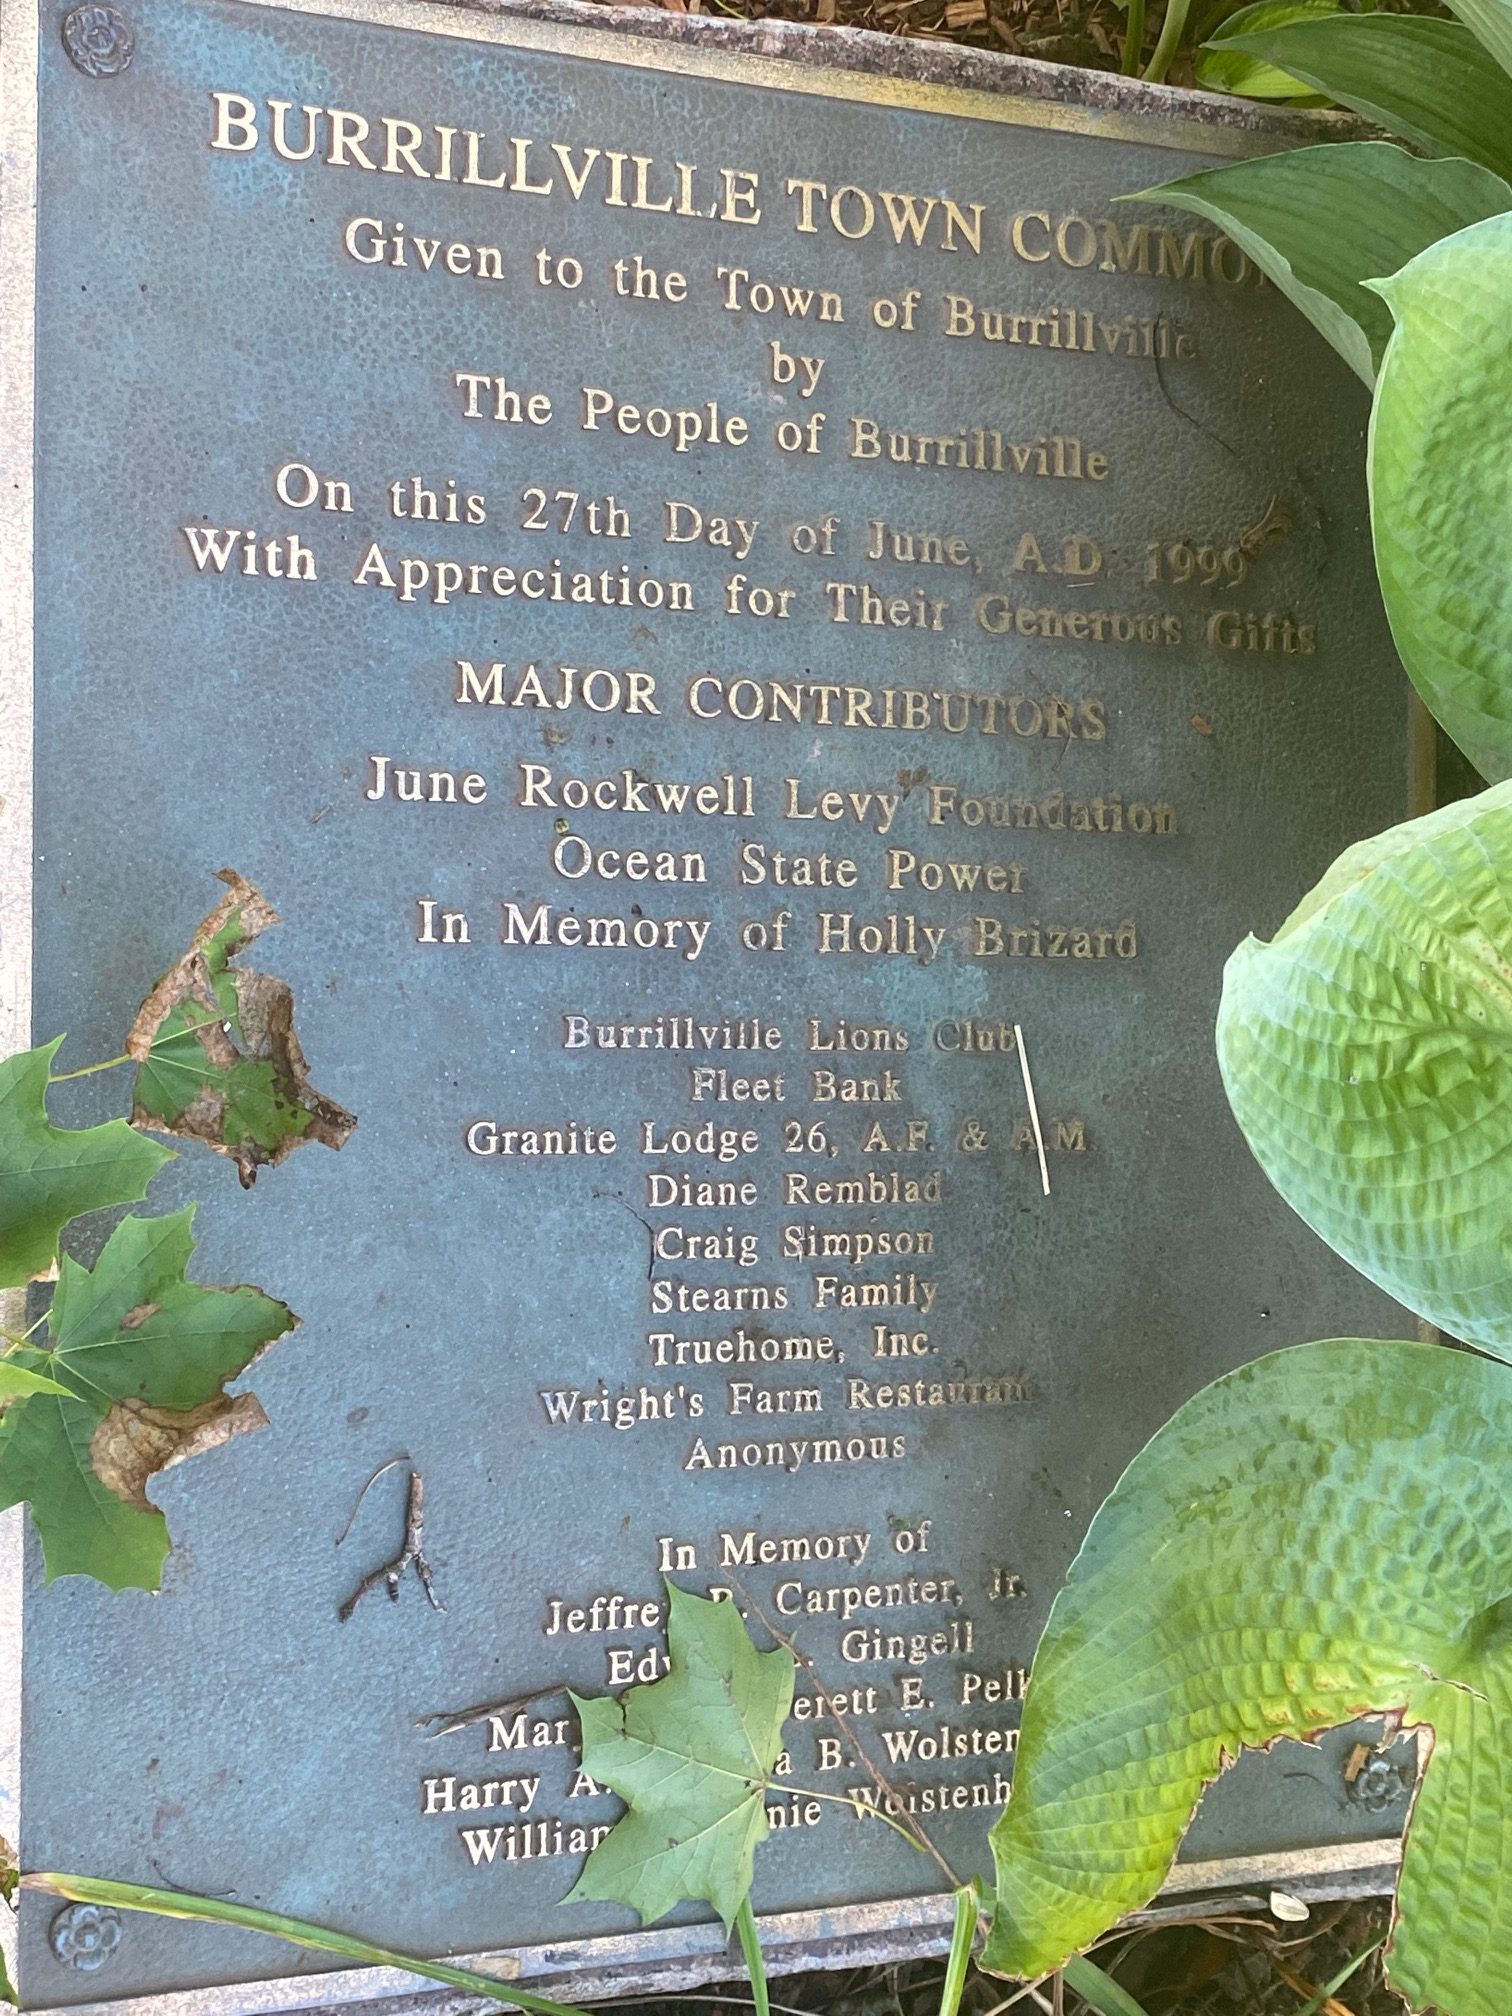 BURRILLVILLE TOWN COMMON
Given to the Town of Burrillville
by
The People of Burrillville
On this 27th Day of June, A.D. 1999
With Appreciation for Their Generous Gifts
MAJOR CONTRIBUTORS
June Rockwell Levy Foundation
Ocean State Power
In Memory of Holly Brizard
Burrillville Lions Club
Fleet Bank
Granite Lodge 26, A.F. & A.M.
Diane Remblad
Craig Simpson
Stearns Family
Truehome, Inc.
Wright's Farm Restaurant
Anonymous
In Memory of
Jeffrey Carpenter, Jr.
Gingell
E.
B.
Harry A.